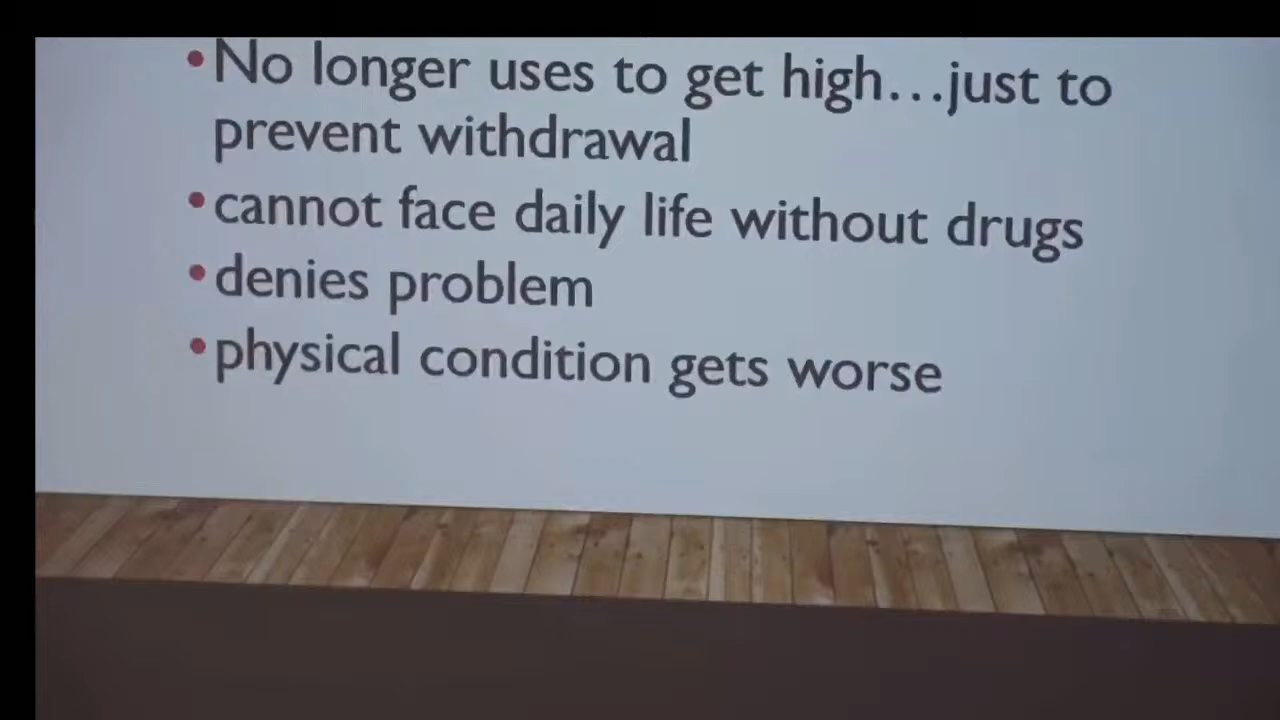 •No longer uses to get high...just to
prevent withdrawal
•cannot face daily life without drugs
•denies problem
•physical condition gets worse